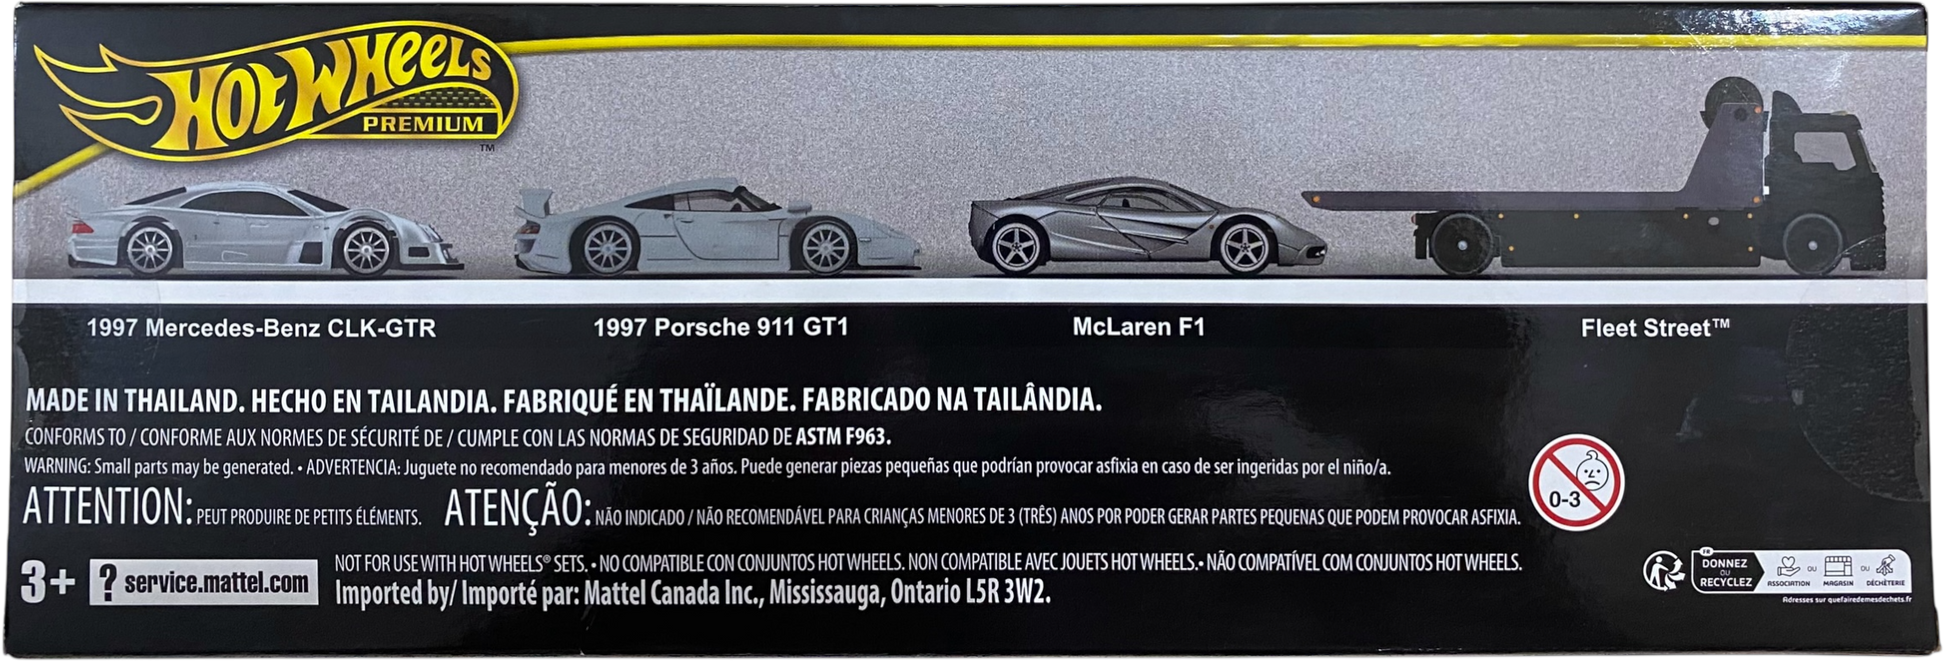 HOT WHEELS
PREMIUM
™
1997 Mercedes-Benz CLK-GTR
1997 Porsche 911 GT1
McLaren F1
Fleet Street™
MADE IN THAILAND. HECHO EN TAILANDIA. FABRIQUÉ EN THAÏLANDE. FABRICADO NA TAILÂNDIA.
CONFORMS TO / CONFORME AUX NORMES DE SÉCURITÉ DE / CUMPLE CON LAS NORMAS DE SEGURIDAD DE ASTM F963.
WARNING: Small parts may be generated. • ADVERTENCIA: Juguete no recomendado para menores de 3 años. Puede generar piezas pequeñas que podrían provocar asfixia en caso de ser ingeridas por el niño/a.
ATTENTION: PEUT PRODUIRE DE PETITS ÉLÉMENTS. ATENÇÃO: NÃO INDICADO / NÃO RECOMENDÁVEL PARA CRIANÇAS MENORES DE 3 (TRÊS) ANOS POR PODER GERAR PARTES PEQUENAS QUE PODEM PROVOCAR ASFIXIA.
0-3
3+ ? service.mattel.com
NOT FOR USE WITH HOT WHEELS® SETS. • NO COMPATIBLE CON CONJUNTOS HOT WHEELS. NON COMPATIBLE AVEC JOUETS HOT WHEELS. • NÃO COMPATÍVEL COM CONJUNTOS HOT WHEELS.
Imported by/ Importé par: Mattel Canada Inc., Mississauga, Ontario L5R 3W2.
FR
DONNEZ
OU
RECYCLEZ
ASSOCIATION OU MAGASIN OU DÉCHÈTERIE
Adresses sur quefairedemesdechets.fr